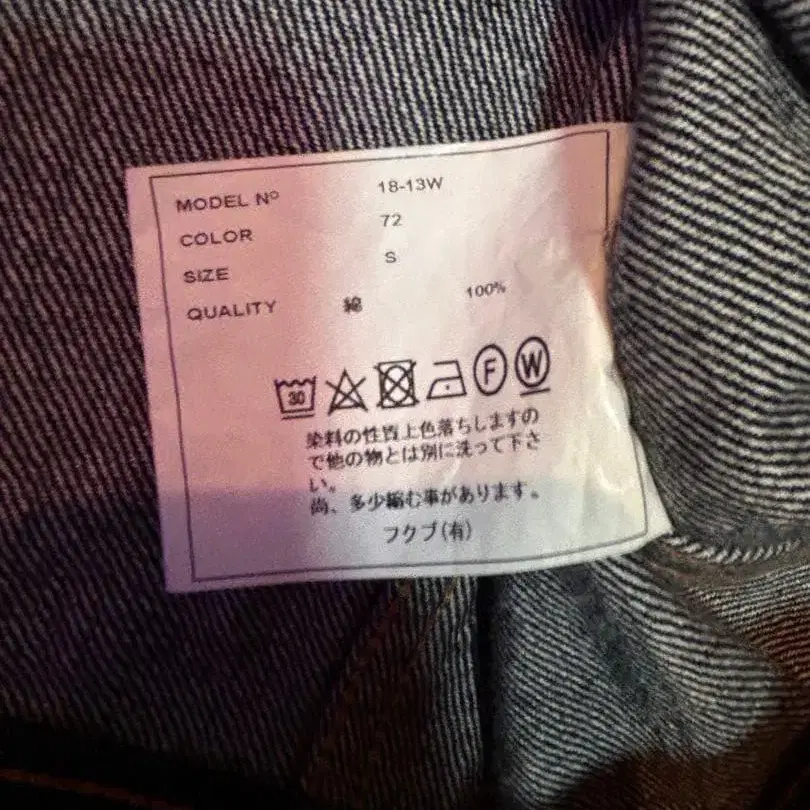 MODEL Nº 18-13W
COLOR 72
SIZE S
QUALITY 綿 100%
30 F W
染料の性質上色落ちしますの
で他の物とは別に洗って下さ
い。
尚、多少縮む事があります。
フクブ(有)